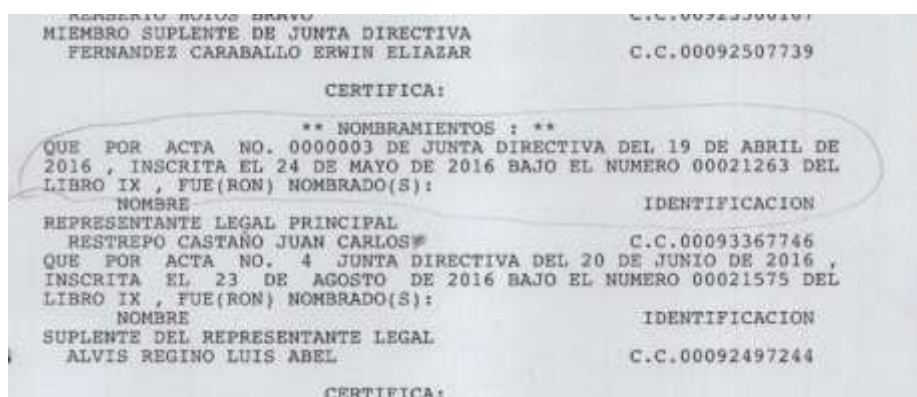 REMBERTO HOYOS BRAVO
MIEMBRO SUPLENTE DE JUNTA DIRECTIVA
FERNANDEZ CARABALLO ERWIN ELIAZAR C.C.00092507739
CERTIFICA:
** NOMBRAMIENTOS : **
QUE POR ACTA NO. 0000003 DE JUNTA DIRECTIVA DEL 19 DE ABRIL DE
2016 , INSCRITA EL 24 DE MAYO DE 2016 BAJO EL NUMERO 00021263 DEL
LIBRO IX , FUE(RON) NOMBRADO(S):
NOMBRE IDENTIFICACION
REPRESENTANTE LEGAL PRINCIPAL
RESTREPO CASTAÑO JUAN CARLOS C.C.00093367746
QUE POR ACTA NO. 4 JUNTA DIRECTIVA DEL 20 DE JUNIO DE 2016 ,
INSCRITA EL 23 DE AGOSTO DE 2016 BAJO EL NUMERO 00021575 DEL
LIBRO IX , FUE(RON) NOMBRADO(S):
NOMBRE IDENTIFICACION
SUPLENTE DEL REPRESENTANTE LEGAL
ALVIS REGINO LUIS ABEL C.C.00092497244
CERTIFICA: